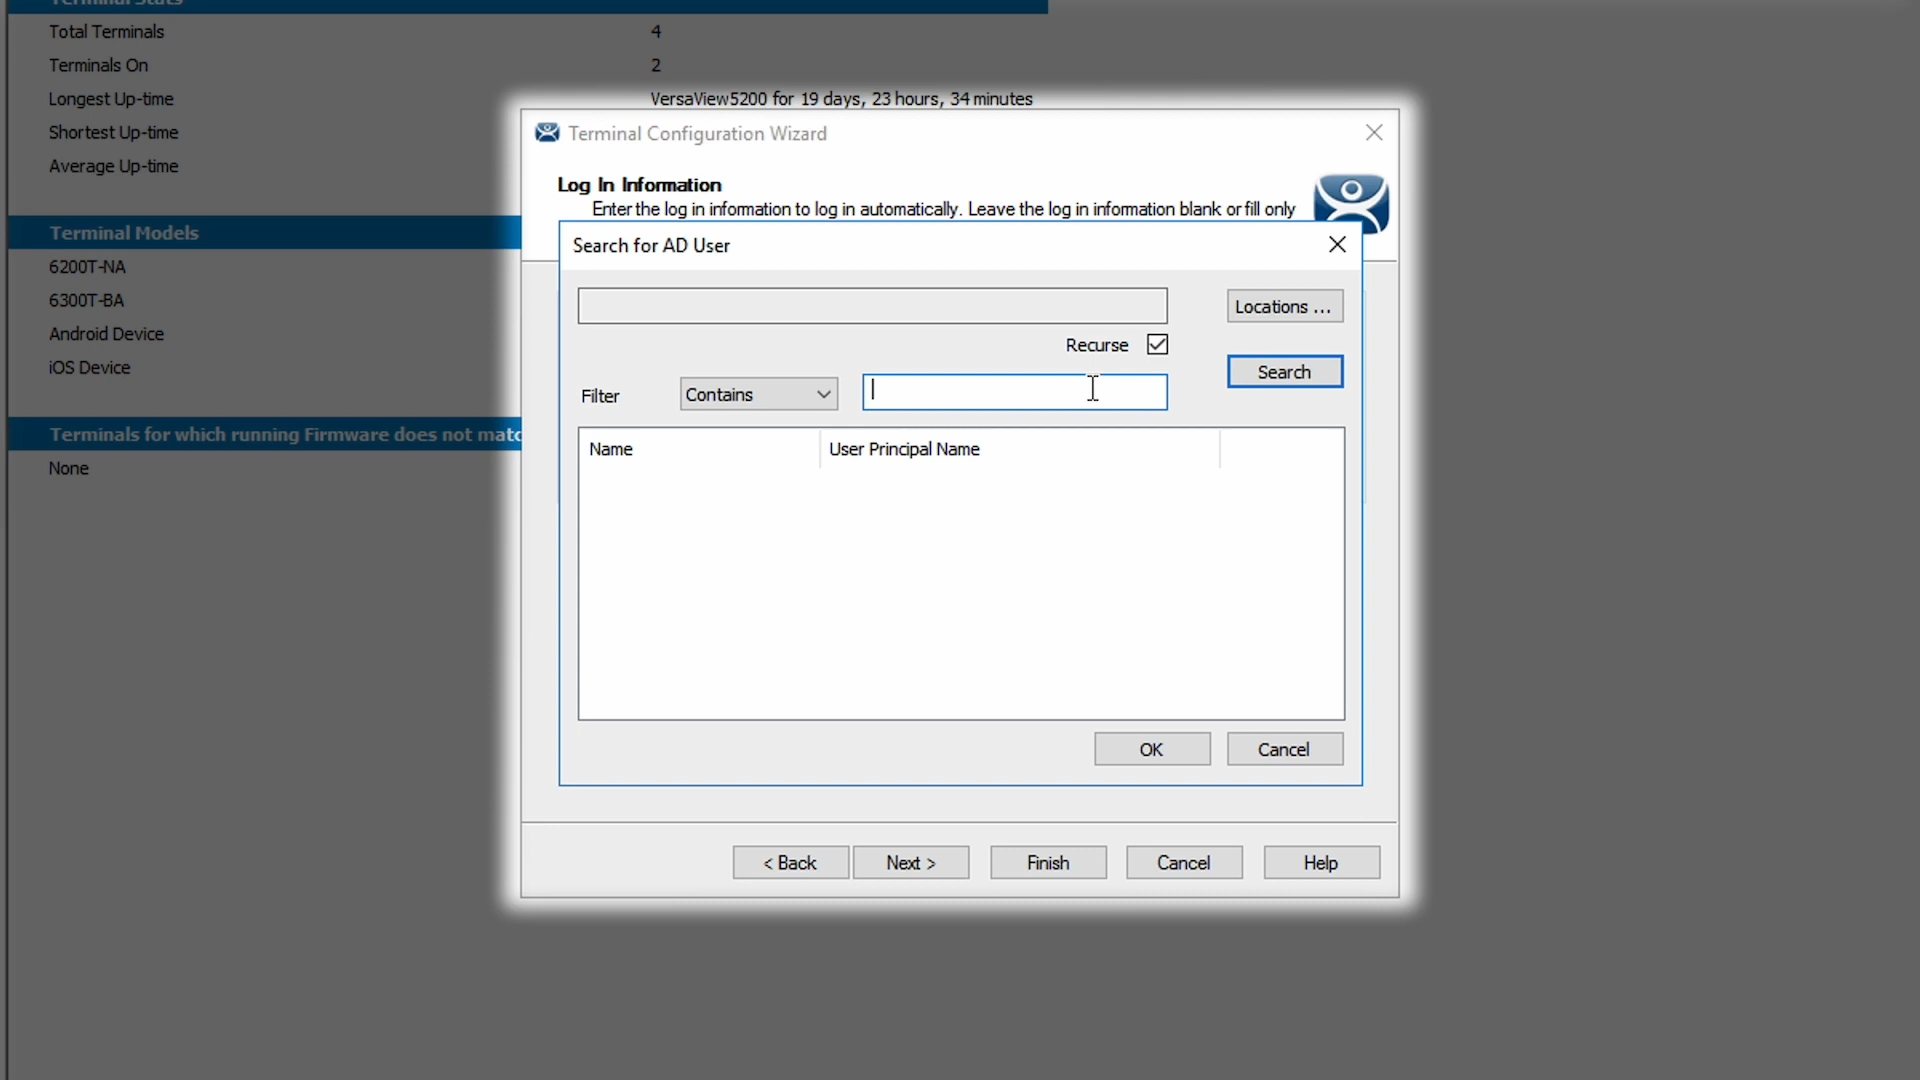 Terminal Stats
Total Terminals 4
Terminals On 2
Longest Up-time VersaView5200 for 19 days, 23 hours, 34 minutes
Shortest Up-time
Average Up-time
Terminal Models
6200T-NA
6300T-BA
Android Device
iOS Device
Terminals for which running Firmware does not matc
None
Terminal Configuration Wizard
Log In Information
Enter the log in information to log in automatically. Leave the log in information blank or fill only
Search for AD User
Locations ...
Recurse
Search
Filter Contains
Name User Principal Name
OK Cancel
< Back Next > Finish Cancel Help